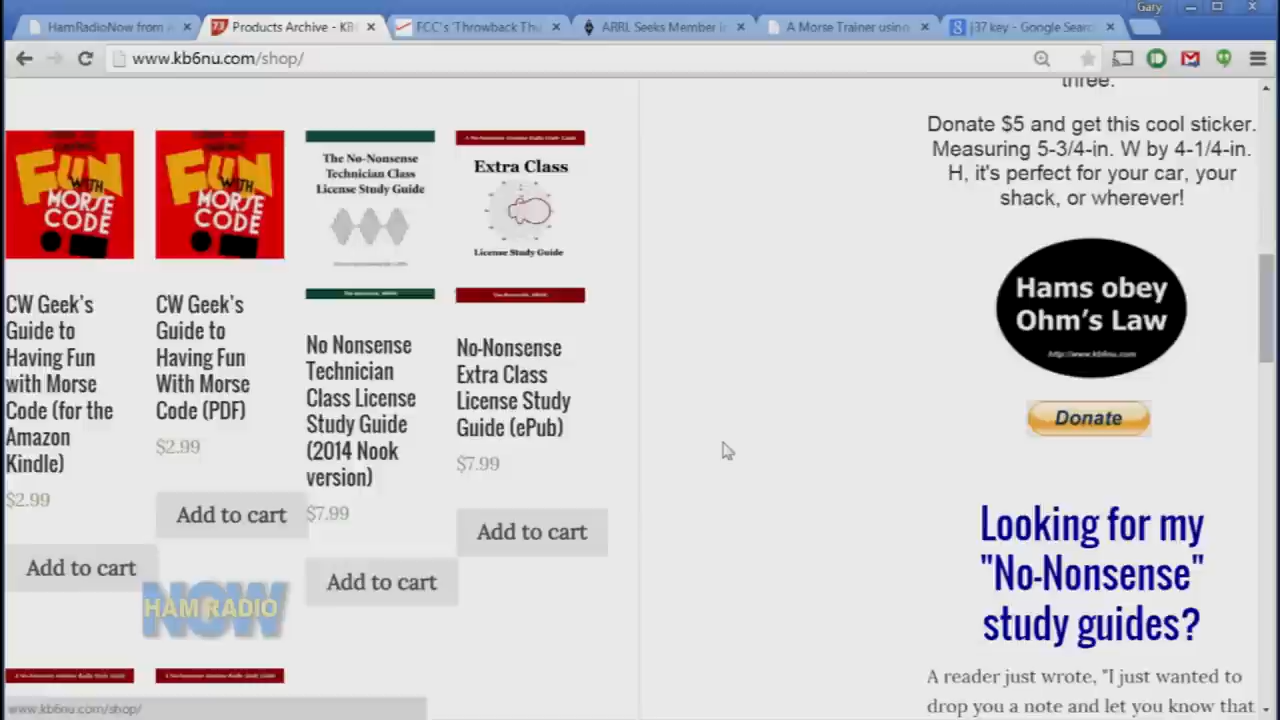 Gary
HamRadioNow from A
Products Archive - KB
FCC's 'Throwback Thu
ARRL Seeks Member I
A Morse Trainer using
j37 key - Google Searc
www.kb6nu.com/shop/
three.
Donate $5 and get this cool sticker.
Measuring 5-3/4-in. W by 4-1/4-in.
H, it's perfect for your car, your
shack, or wherever!
Hams obey
Ohm's Law
http://www.kb6nu.com
Donate
Looking for my
"No-Nonsense"
study guides?
A reader just wrote, "I just wanted to
drop you a note and let you know that
FUN
WITH
MORSE
CODE
CW Geek's
Guide to
Having Fun
with Morse
Code (for the
Amazon
Kindle)
$2.99
Add to cart
FUN
WITH
MORSE
CODE
CW Geek's
Guide to
Having Fun
With Morse
Code (PDF)
$2.99
Add to cart
The No-Nonsense
Technician Class
License Study Guide
No Nonsense
Technician
Class License
Study Guide
(2014 Nook
version)
$7.99
Add to cart
Extra Class
License Study Guide
No-Nonsense
Extra Class
License Study
Guide (ePub)
$7.99
Add to cart
HAM RADIO
NOW
www.kb6nu.com/shop/